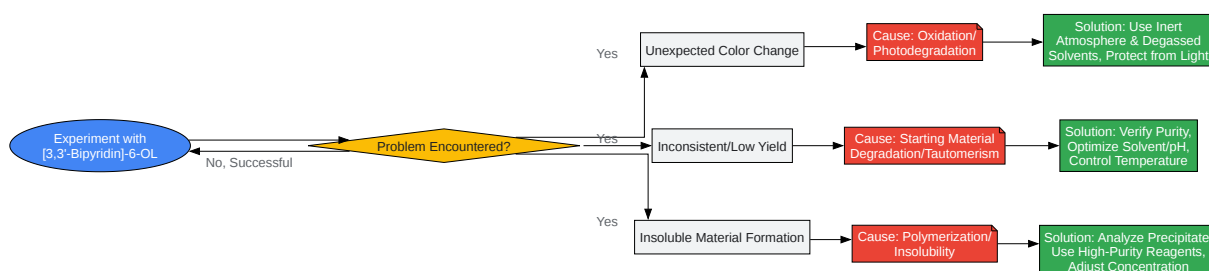 Experiment with
[3,3'-Bipyridin]-6-OL
No, Successful
Problem Encountered?
Yes
Unexpected Color Change
Cause: Oxidation/
Photodegradation
Solution: Use Inert
Atmosphere & Degassed
Solvents, Protect from Light
Yes
Inconsistent/Low Yield
Cause: Starting Material
Degradation/Tautomerism
Solution: Verify Purity,
Optimize Solvent/pH,
Control Temperature
Yes
Insoluble Material Formation
Cause: Polymerization/
Insolubility
Solution: Analyze Precipitate,
Use High-Purity Reagents,
Adjust Concentration